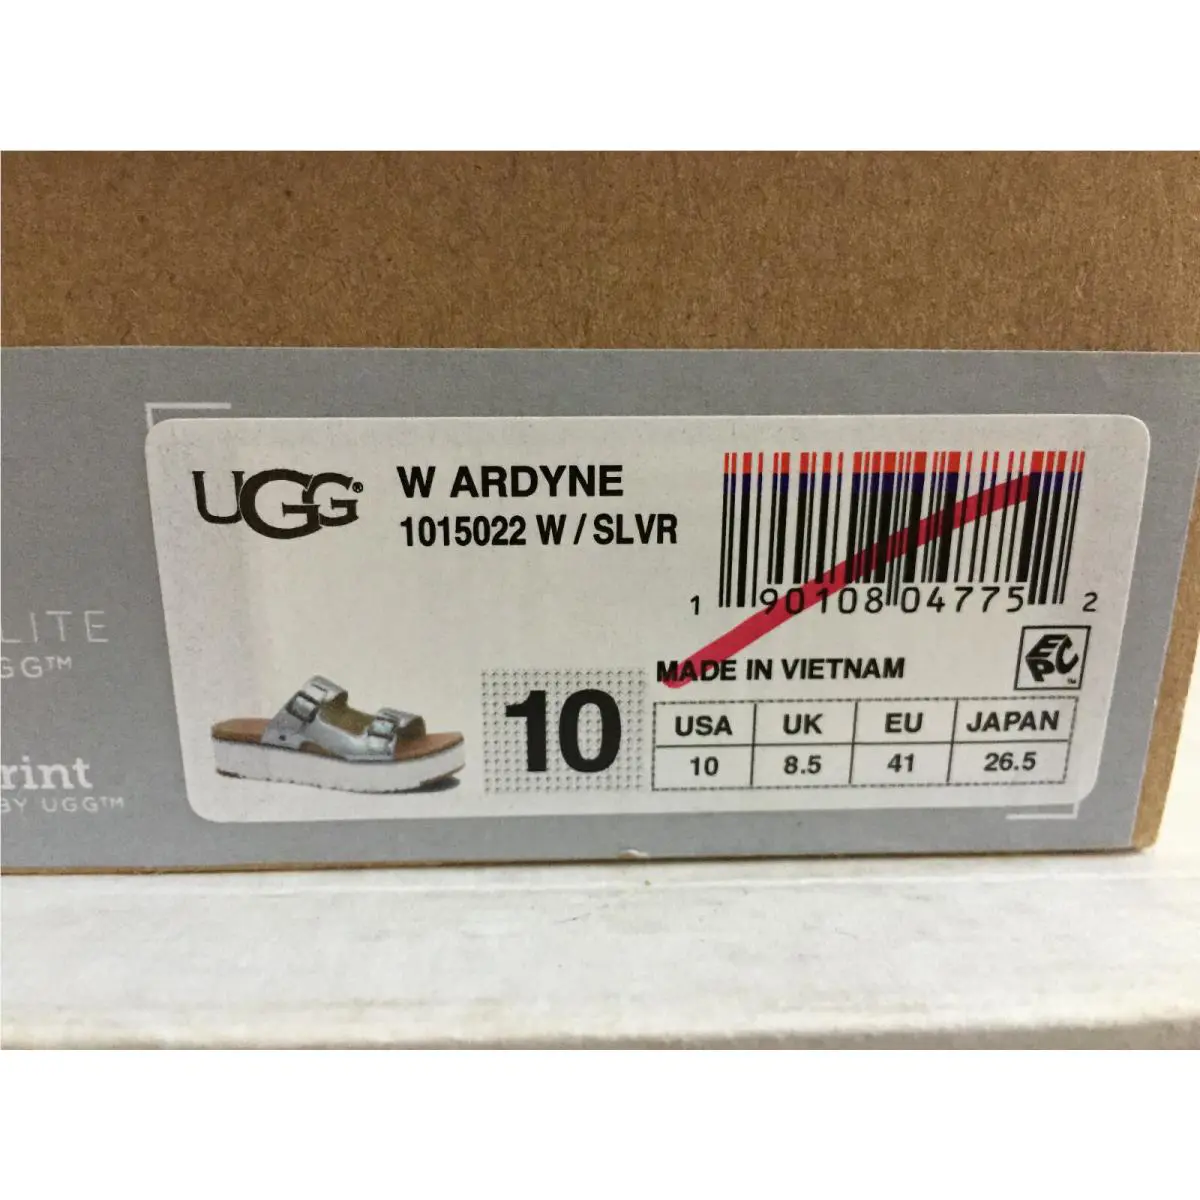 UGG®
W ARDYNE
1015022 W / SLVR
1 90108 04775 2
LITE
GG™
rint
BY UGG™
10
MADE IN VIETNAM
EPC™
USA UK EU JAPAN
10 8.5 41 26.5